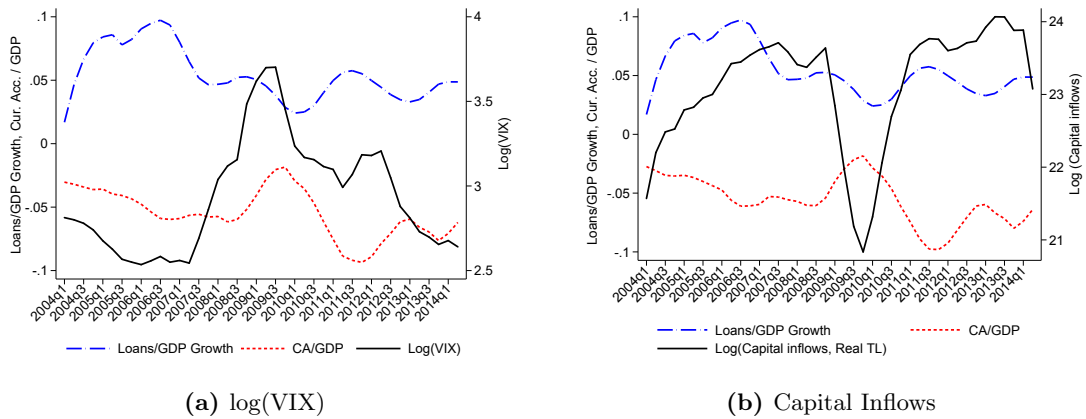 Loans/GDP Growth, Cur. Acc. / GDP
.1
.05
0
-.05
-.1
4
3.5
3
2.5
Log(VIX)
2004q1 2004q3 2005q1 2005q3 2006q1 2006q3 2007q1 2007q3 2008q1 2008q3 2009q1 2009q3 2010q1 2010q3 2011q1 2011q3 2012q1 2012q3 2013q1 2013q3 2014q1
Loans/GDP Growth CA/GDP Log(VIX)
(a) log(VIX)
Loans/GDP Growth, Cur. Acc. / GDP
.1
.05
0
-.05
-.1
24
23
22
21
Log (Capital inflows)
2004q1 2004q3 2005q1 2005q3 2006q1 2006q3 2007q1 2007q3 2008q1 2008q3 2009q1 2009q3 2010q1 2010q3 2011q1 2011q3 2012q1 2012q3 2013q1 2013q3 2014q1
Loans/GDP Growth CA/GDP
Log(Capital inflows, Real TL)
(b) Capital Inflows